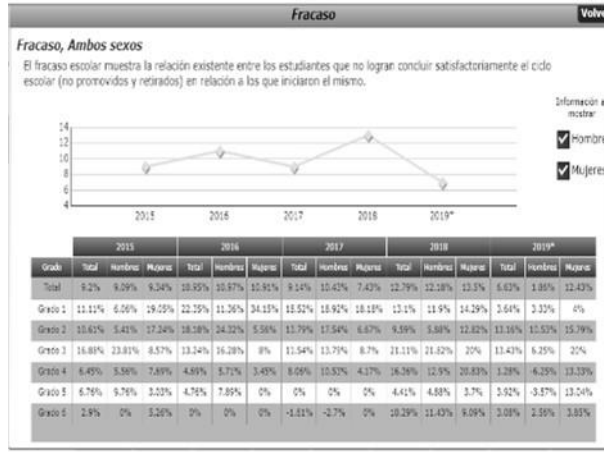 Fracaso
Volve
Fracaso, Ambos sexos
El fracaso escolar muestra la relación existente entre los estudiantes que no logran concluir satisfactoriamente el ciclo
escolar (no promovidos y retirados) en relación a los que iniciaron el mismo.
Información a
mostrar
Hombre
Mujeres
14
12
10
8
6
4
2015 2016 2017 2018 2019*
2015 2016 2017 2018 2019*
Grado Total Hombres Mujeres Total Hombres Mujeres Total Hombres Mujeres Total Hombres Mujeres Total Hombres Mujeres
Total 9.2% 9.09% 9.34% 10.95% 10.97% 10.91% 9.14% 10.43% 7.43% 12.79% 12.18% 13.5% 6.63% 1.86% 12.43%
Grado 1 11.11% 6.06% 19.05% 22.35% 11.36% 34.15% 18.52% 18.92% 18.18% 13.1% 11.9% 14.29% 3.64% 3.33% 4%
Grado 2 10.61% 5.41% 17.24% 18.18% 24.32% 5.56% 13.79% 17.54% 6.67% 9.59% 5.88% 12.82% 13.16% 10.53% 15.79%
Grado 3 16.88% 23.81% 8.57% 13.24% 16.28% 8% 11.54% 13.79% 8.7% 21.11% 21.82% 20% 13.43% 6.25% 20%
Grado 4 6.45% 5.56% 7.69% 4.69% 5.71% 3.45% 8.06% 10.53% 4.17% 16.36% 12.9% 20.83% 1.28% -6.25% 13.33%
Grado 5 6.76% 9.76% 3.03% 4.76% 7.89% 0% 0% 0% 0% 4.41% 4.88% 3.7% 3.92% -3.57% 13.04%
Grado 6 2.9% 0% 5.26% 0% 0% 0% -1.61% -2.7% 0% 10.29% 11.43% 9.09% 3.08% 2.56% 3.85%